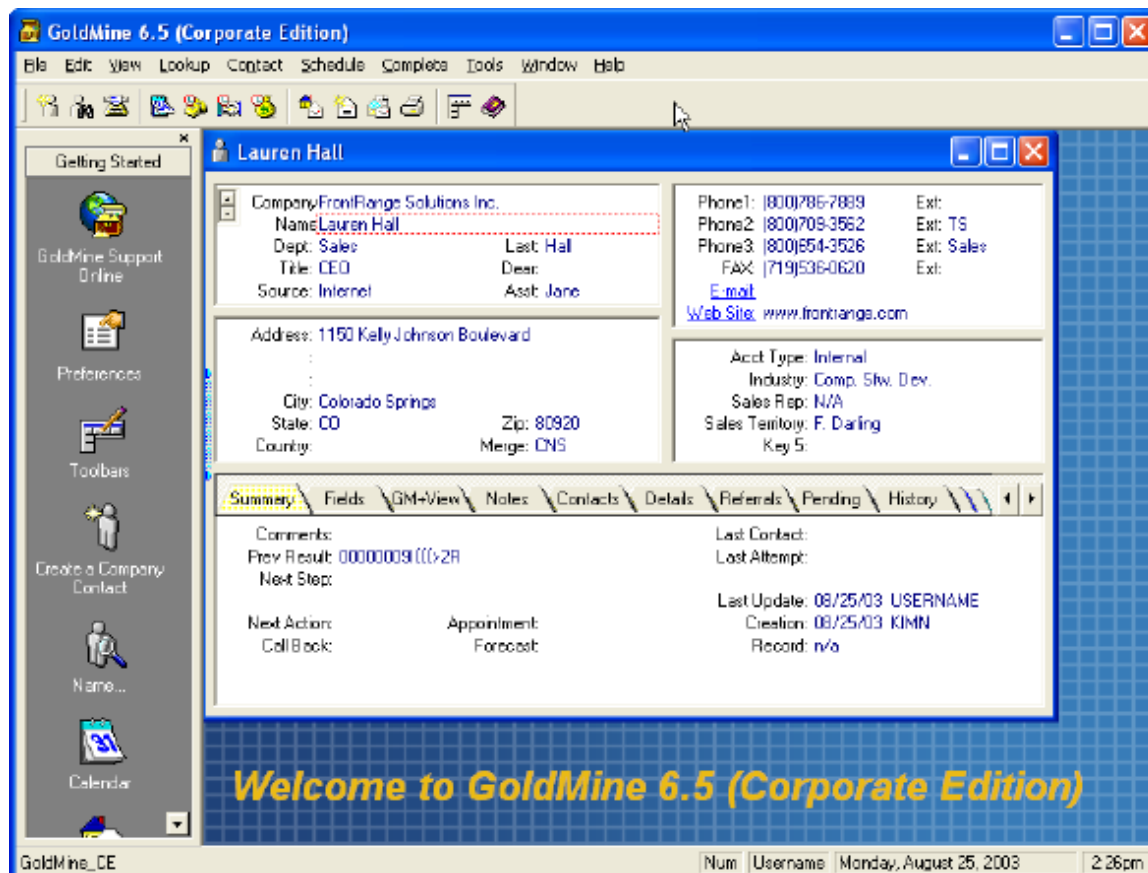 GoldMine 6.5 (Corporate Edition)
File Edit View Lookup Contact Schedule Complete Tools Window Help
Getting Started
GoldMine Support
Online
Preferences
Toolbars
Create a Company
Contact
Name...
Calendar
Lauren Hall
Company FrontRange Solutions Inc.
Name Lauren Hall
Dept: Sales Last: Hall
Title: CEO Dear:
Source: Internet Asst: Jane
Phone1: (800)786-7889 Ext:
Phone2: (800)709-3562 Ext: TS
Phone3: (800)654-3526 Ext: Sales
FAX: (719)536-0620 Ext:
E-mail:
Web Site: www.frontrange.com
Address: 1150 Kelly Johnson Boulevard
:
:
City: Colorado Springs
State: CO Zip: 80920
Country: Merge: CNS
Acct Type: Internal
Industry: Comp. Sfw. Dev.
Sales Rep: N/A
Sales Territory: F. Darling
Key 5:
Summary Fields GM+View Notes Contacts Details Referrals Pending History
Comments: Last Contact:
Prev Result: Last Attempt:
Next Step:
Last Update: 08/25/03 USERNAME
Next Action: Appointment: Creation: 08/25/03 KIMN
Call Back: Forecast: Record: n/a
Welcome to GoldMine 6.5 (Corporate Edition)
GoldMine_CE Num Username Monday, August 25, 2003 2:26pm